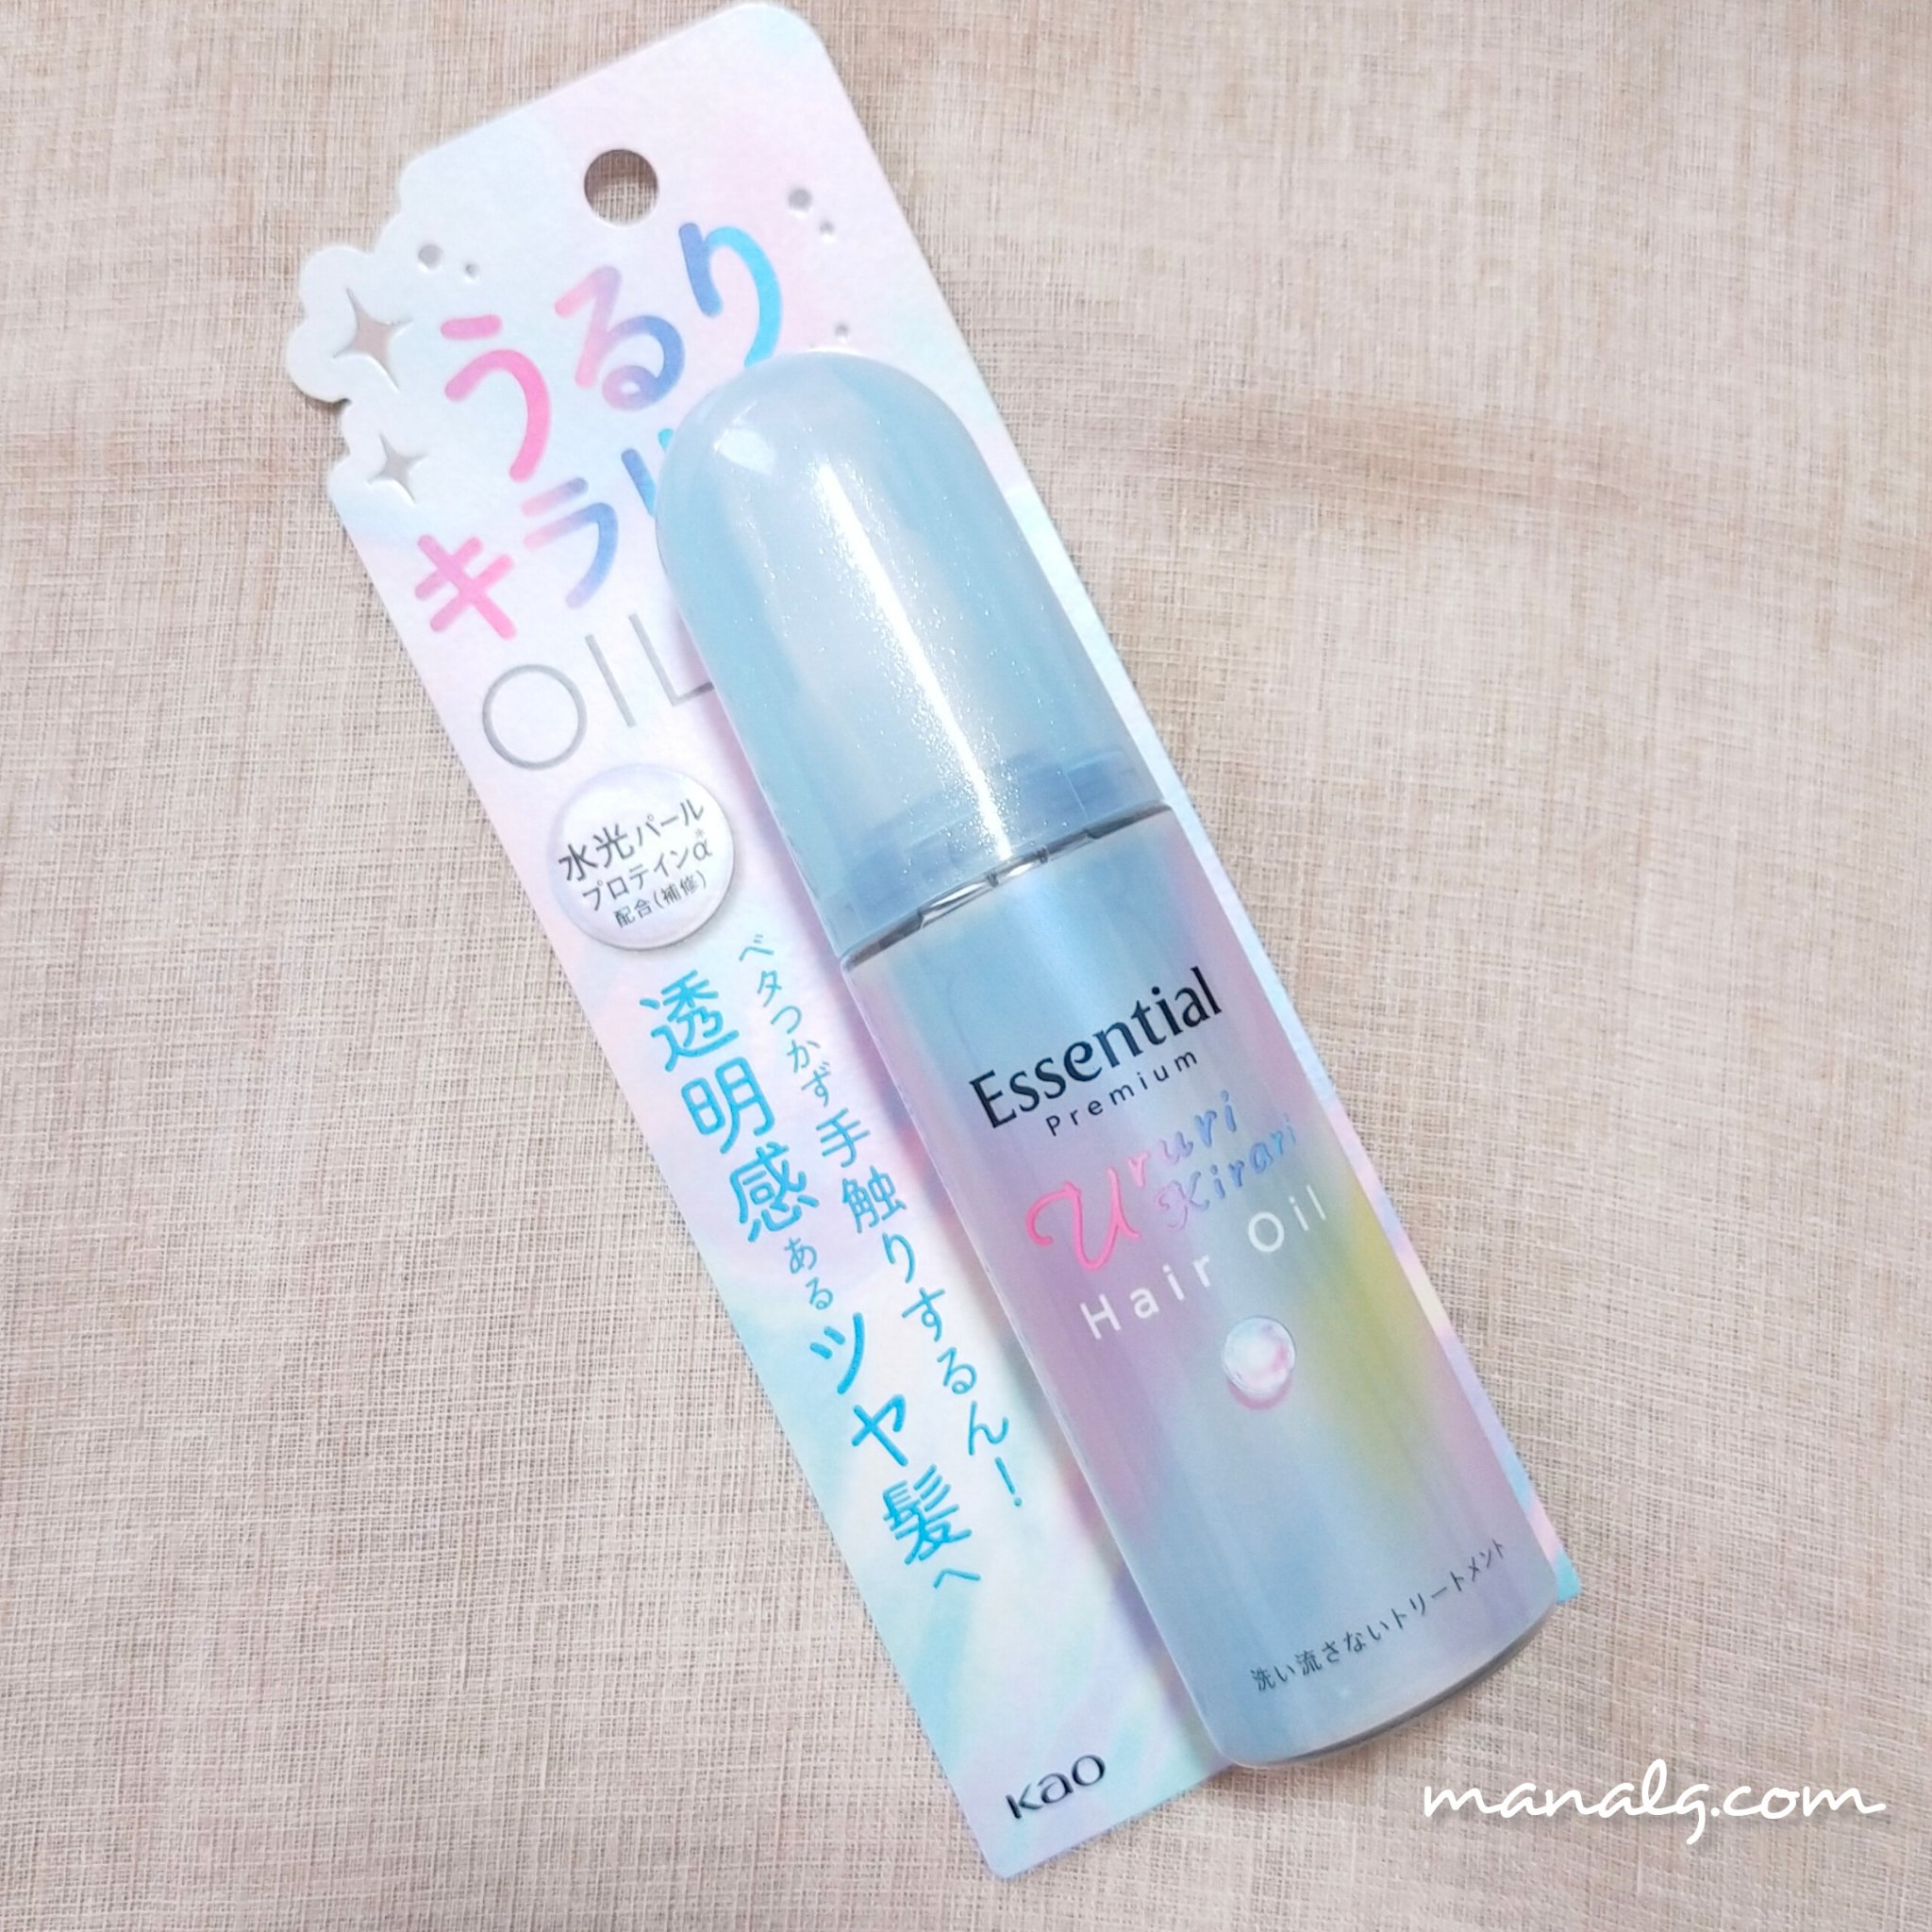 うるり
キラリ
OIL
水光パール
プロテインα※
配合(補修)
ベタつかず手触りするん!
透明感あるツヤ髪へ
Kao
Essential
Premium
Ururi
Kirari
Hair Oil
洗い流さないトリートメント
manalg.com